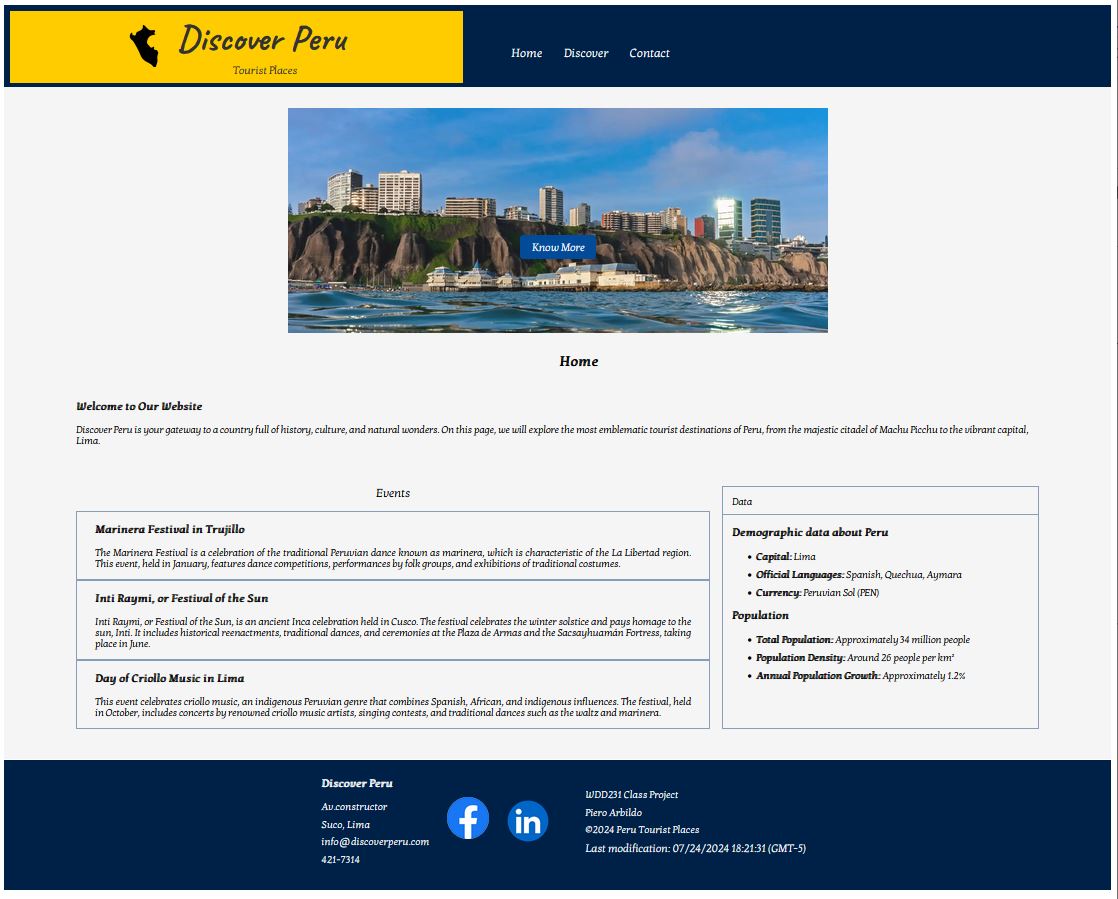 Discover Peru
Tourist Places
Home
Discover
Contact
Know More
Home
Welcome to Our Website
Discover Peru is your gateway to a country full of history, culture, and natural wonders. On this page, we will explore the most emblematic tourist destinations of Peru, from the majestic citadel of Machu Picchu to the vibrant capital,
Lima.
Events
Marinera Festival in Trujillo
The Marinera Festival is a celebration of the traditional Peruvian dance known as marinera, which is characteristic of the La Libertad region.
This event, held in January, features dance competitions, performances by folk groups, and exhibitions of traditional costumes.
Inti Raymi, or Festival of the Sun
Inti Raymi, or Festival of the Sun, is an ancient Inca celebration held in Cusco. The festival celebrates the winter solstice and pays homage to the
sun, Inti. It includes historical reenactments, traditional dances, and ceremonies at the Plaza de Armas and the Sacsayhuamán Fortress, taking
place in June.
Day of Criollo Music in Lima
This event celebrates criollo music, an indigenous Peruvian genre that combines Spanish, African, and indigenous influences. The festival, held
in October, includes concerts by renowned criollo music artists, singing contests, and traditional dances such as the waltz and marinera.
Data
Demographic data about Peru
• Capital: Lima
• Official Languages: Spanish, Quechua, Aymara
• Currency: Peruvian Sol (PEN)
Population
• Total Population: Approximately 34 million people
• Population Density: Around 26 people per km²
• Annual Population Growth: Approximately 1.2%
Discover Peru
Av.constructor
Suco, Lima
info@discoverperu.com
421-7314
f
in
WDD231 Class Project
Piero Arbildo
©2024 Peru Tourist Places
Last modification: 07/24/2024 18:21:31 (GMT-5)